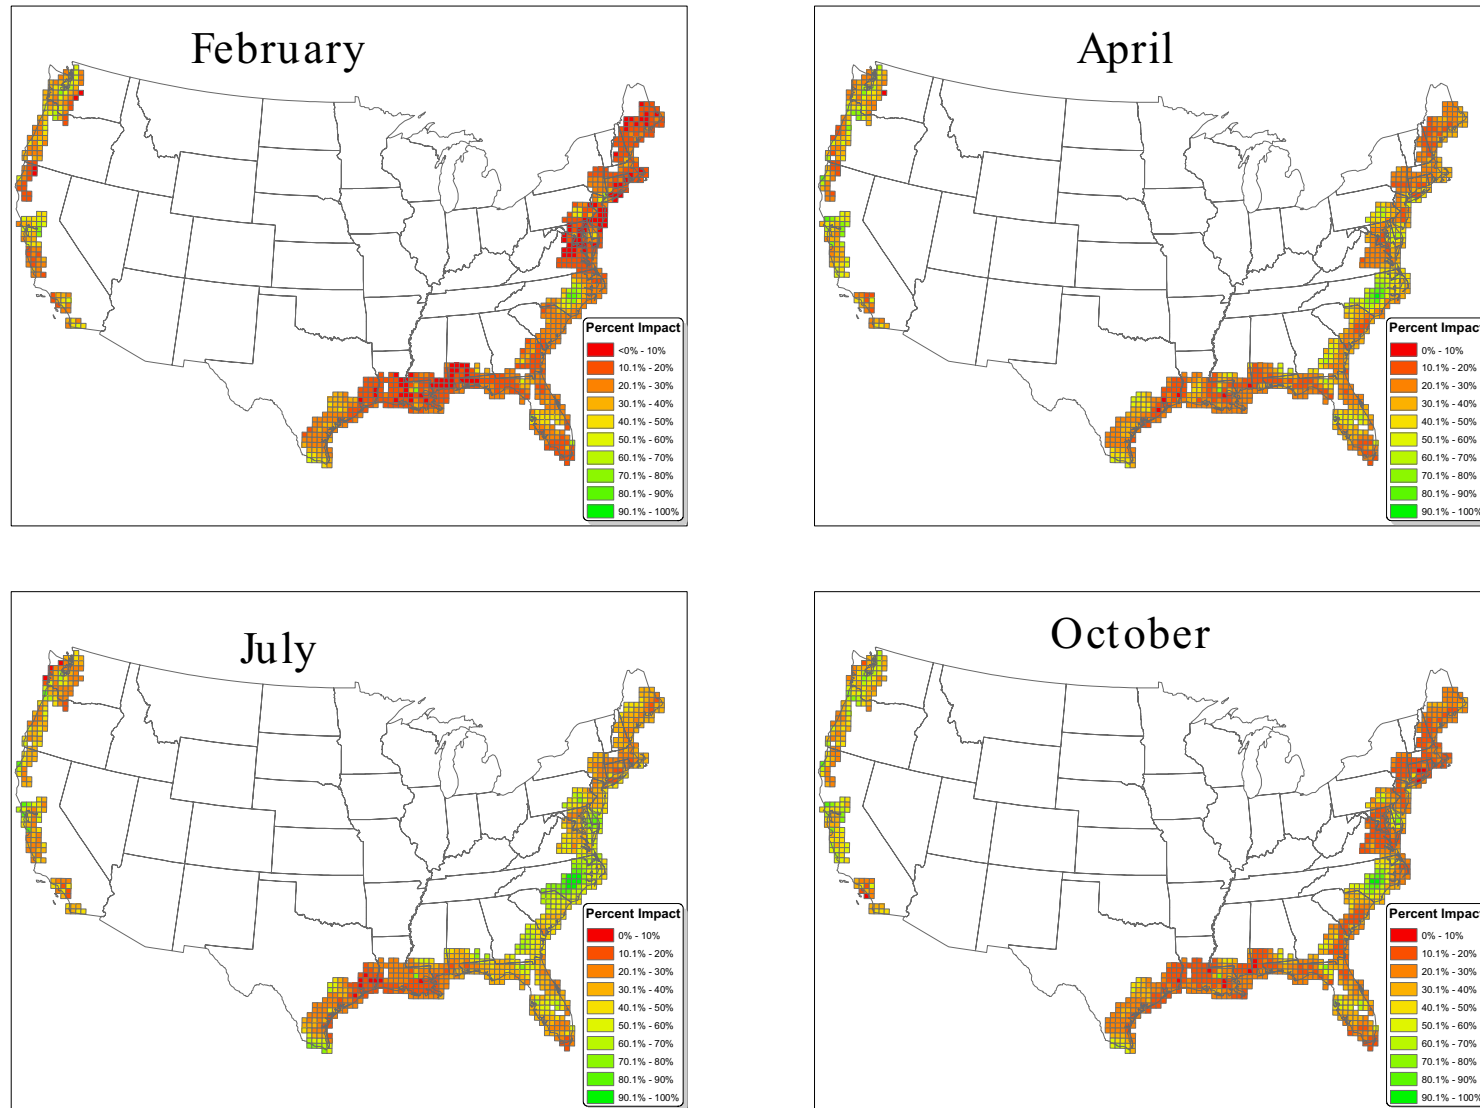 February
Percent Impact
<0% - 10%
10.1% - 20%
20.1% - 30%
30.1% - 40%
40.1% - 50%
50.1% - 60%
60.1% - 70%
70.1% - 80%
80.1% - 90%
90.1% - 100%
April
Percent Impact
0% - 10%
10.1% - 20%
20.1% - 30%
30.1% - 40%
40.1% - 50%
50.1% - 60%
60.1% - 70%
70.1% - 80%
80.1% - 90%
90.1% - 100%
July
Percent Impact
0% - 10%
10.1% - 20%
20.1% - 30%
30.1% - 40%
40.1% - 50%
50.1% - 60%
60.1% - 70%
70.1% - 80%
80.1% - 90%
90.1% - 100%
October
Percent Impact
0% - 10%
10.1% - 20%
20.1% - 30%
30.1% - 40%
40.1% - 50%
50.1% - 60%
60.1% - 70%
70.1% - 80%
80.1% - 90%
90.1% - 100%